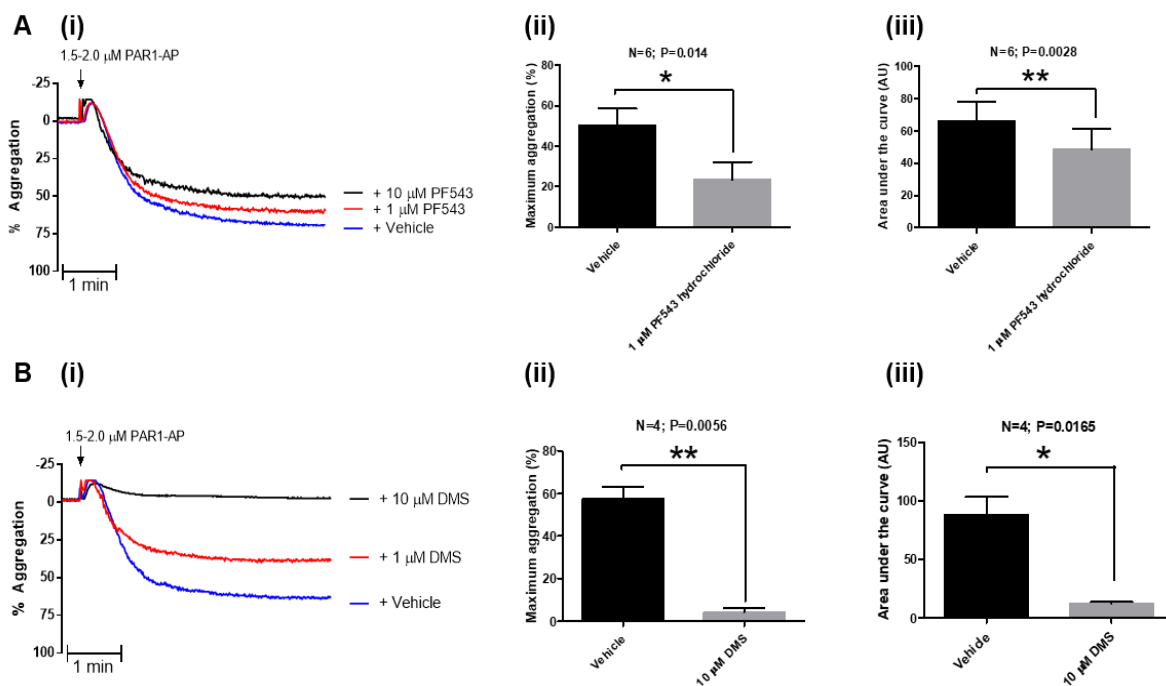 A (i)
1.5-2.0 μM PAR1-AP
-25
0
25
50
75
100
% Aggregation
1 min
+ 10 μM PF543
+ 1 μM PF543
+ Vehicle
(ii)
N=6; P=0.014
*
80
60
40
20
0
Maximum aggregation (%)
Vehicle
1 μM PF543 hydrochloride
(iii)
N=6; P=0.0028
**
100
80
60
40
20
0
Area under the curve (AU)
Vehicle
1 μM PF543 hydrochloride
B (i)
1.5-2.0 μM PAR1-AP
-25
0
25
50
75
100
% Aggregation
1 min
+ 10 μM DMS
+ 1 μM DMS
+ Vehicle
(ii)
N=4; P=0.0056
**
80
60
40
20
0
Maximum aggregation (%)
Vehicle
10 μM DMS
(iii)
N=4; P=0.0165
*
150
100
50
0
Area under the curve (AU)
Vehicle
10 μM DMS